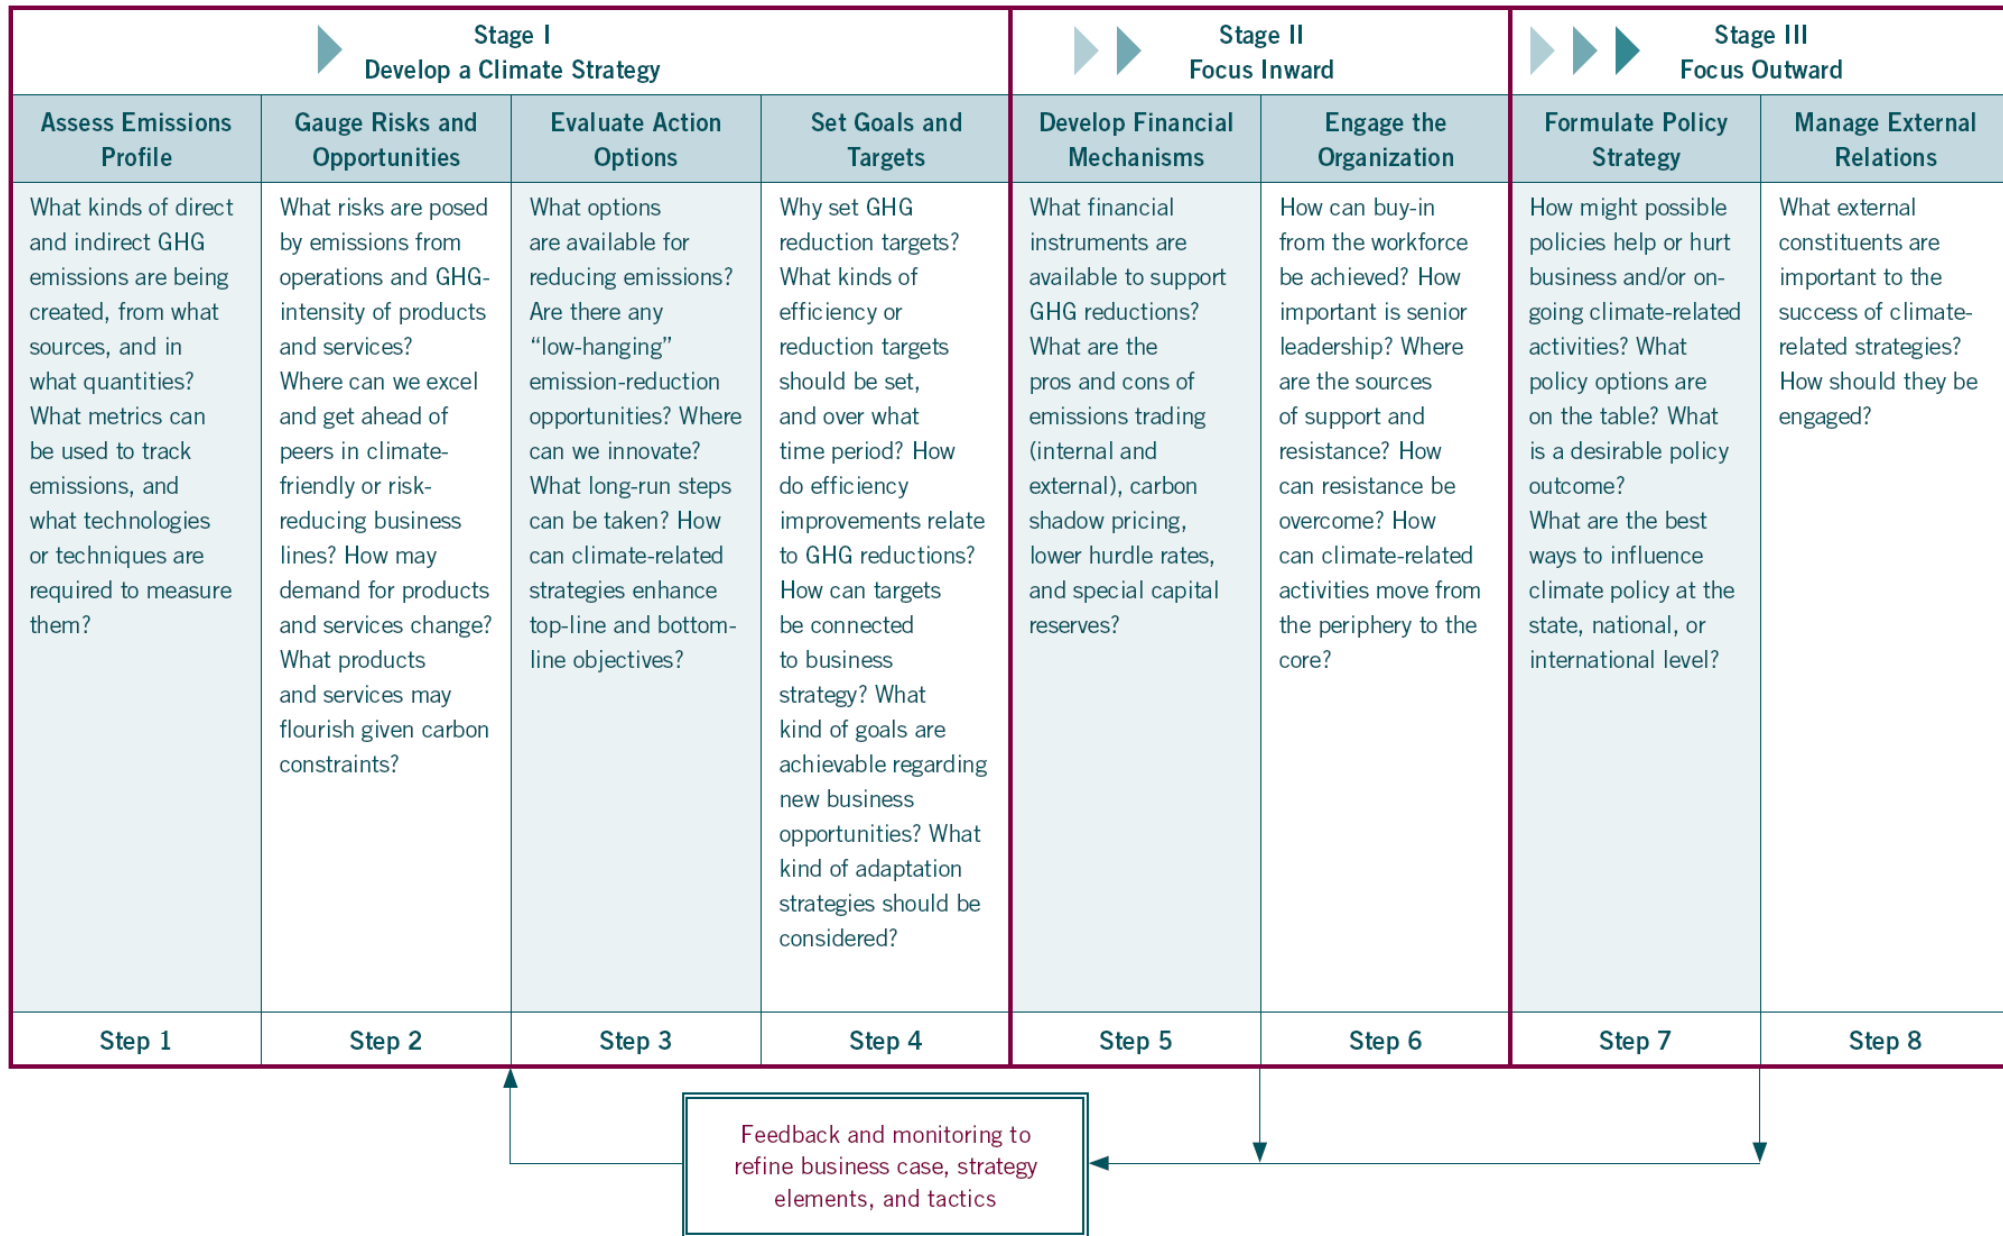 Stage I
Develop a Climate Strategy
Stage II
Focus Inward
Stage III
Focus Outward
Assess Emissions
Profile
Gauge Risks and
Opportunities
Evaluate Action
Options
Set Goals and
Targets
Develop Financial
Mechanisms
Engage the
Organization
Formulate Policy
Strategy
Manage External
Relations
What kinds of direct
and indirect GHG
emissions are being
created, from what
sources, and in
what quantities?
What metrics can
be used to track
emissions, and
what technologies
or techniques are
required to measure
them?
What risks are posed
by emissions from
operations and GHG-
intensity of products
and services?
Where can we excel
and get ahead of
peers in climate-
friendly or risk-
reducing business
lines? How may
demand for products
and services change?
What products
and services may
flourish given carbon
constraints?
What options
are available for
reducing emissions?
Are there any
“low-hanging”
emission-reduction
opportunities? Where
can we innovate?
What long-run steps
can be taken? How
can climate-related
strategies enhance
top-line and bottom-
line objectives?
Why set GHG
reduction targets?
What kinds of
efficiency or
reduction targets
should be set,
and over what
time period? How
do efficiency
improvements relate
to GHG reductions?
How can targets
be connected
to business
strategy? What
kind of goals are
achievable regarding
new business
opportunities? What
kind of adaptation
strategies should be
considered?
What financial
instruments are
available to support
GHG reductions?
What are the
pros and cons of
emissions trading
(internal and
external), carbon
shadow pricing,
lower hurdle rates,
and special capital
reserves?
How can buy-in
from the workforce
be achieved? How
important is senior
leadership? Where
are the sources
of support and
resistance? How
can resistance be
overcome? How
can climate-related
activities move from
the periphery to the
core?
How might possible
policies help or hurt
business and/or on-
going climate-related
activities? What
policy options are
on the table? What
is a desirable policy
outcome?
What are the best
ways to influence
climate policy at the
state, national, or
international level?
What external
constituents are
important to the
success of climate-
related strategies?
How should they be
engaged?
Step 1
Step 2
Step 3
Step 4
Step 5
Step 6
Step 7
Step 8
Feedback and monitoring to
refine business case, strategy
elements, and tactics